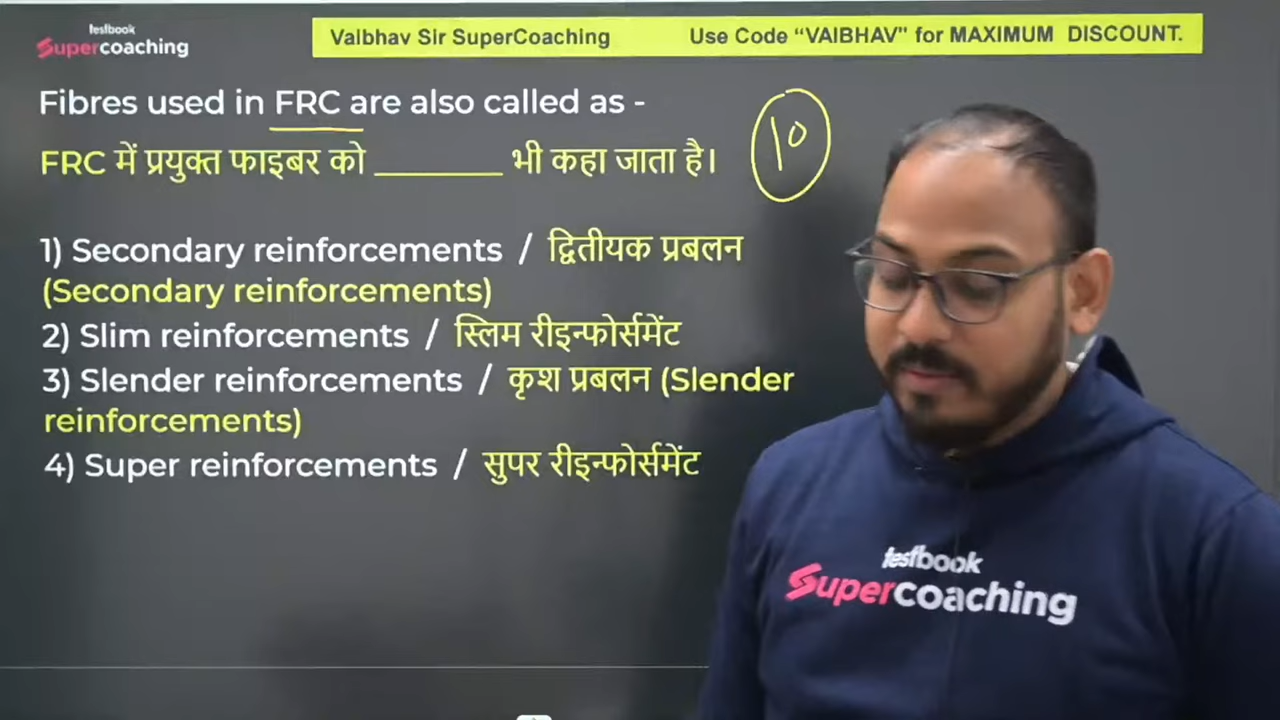 testbook
Supercoaching
Vaibhav Sir SuperCoaching Use Code “VAIBHAV” for MAXIMUM DISCOUNT.
Fibres used in FRC are also called as -
FRC में प्रयुक्त फाइबर को ________ भी कहा जाता है।
10
1) Secondary reinforcements / द्वितीयक प्रबलन
(Secondary reinforcements)
2) Slim reinforcements / स्लिम रीइन्फोर्समेंट
3) Slender reinforcements / कृश प्रबलन (Slender
reinforcements)
4) Super reinforcements / सुपर रीइन्फोर्समेंट
testbook
Supercoaching